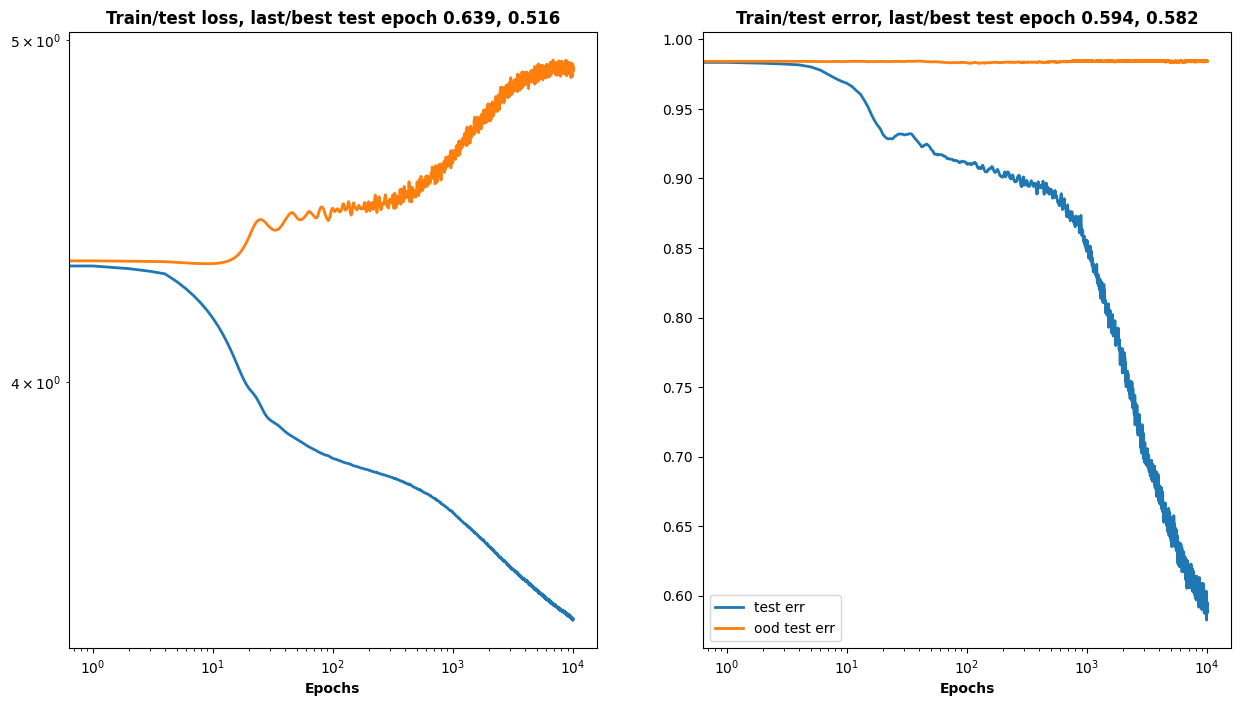 Train/test loss, last/best test epoch 0.639, 0.516
5 × 10⁰
4 × 10⁰
10⁰ 10¹ 10² 10³ 10⁴
Epochs
Train/test error, last/best test epoch 0.594, 0.582
1.00
0.95
0.90
0.85
0.80
0.75
0.70
0.65
0.60
test err
ood test err
10⁰ 10¹ 10² 10³ 10⁴
Epochs